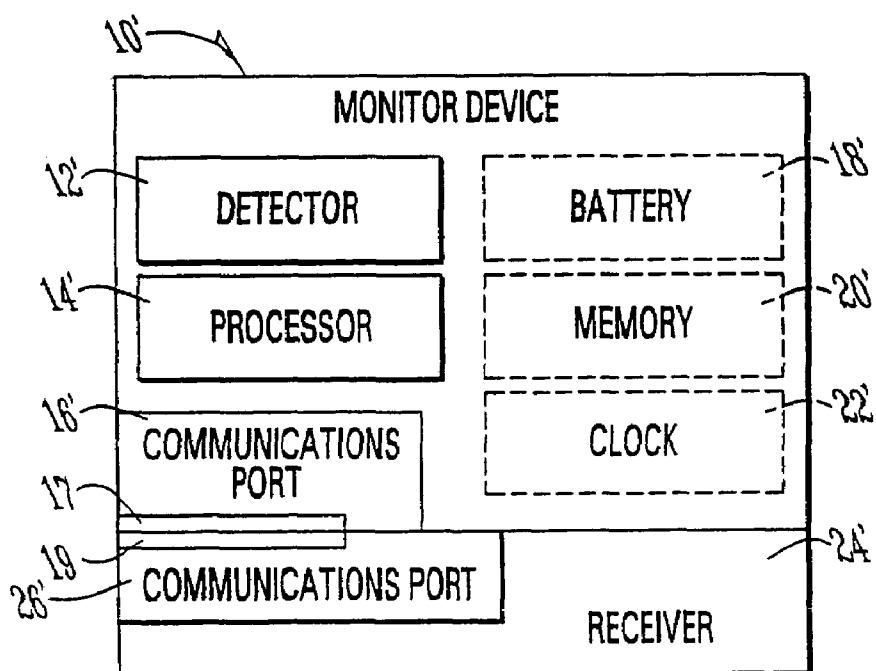 10'
MONITOR DEVICE
12'
DETECTOR
BATTERY
18'
14'
PROCESSOR
MEMORY
20'
16'
COMMUNICATIONS
PORT
CLOCK
22'
17
19
26'
COMMUNICATIONS PORT
24'
RECEIVER